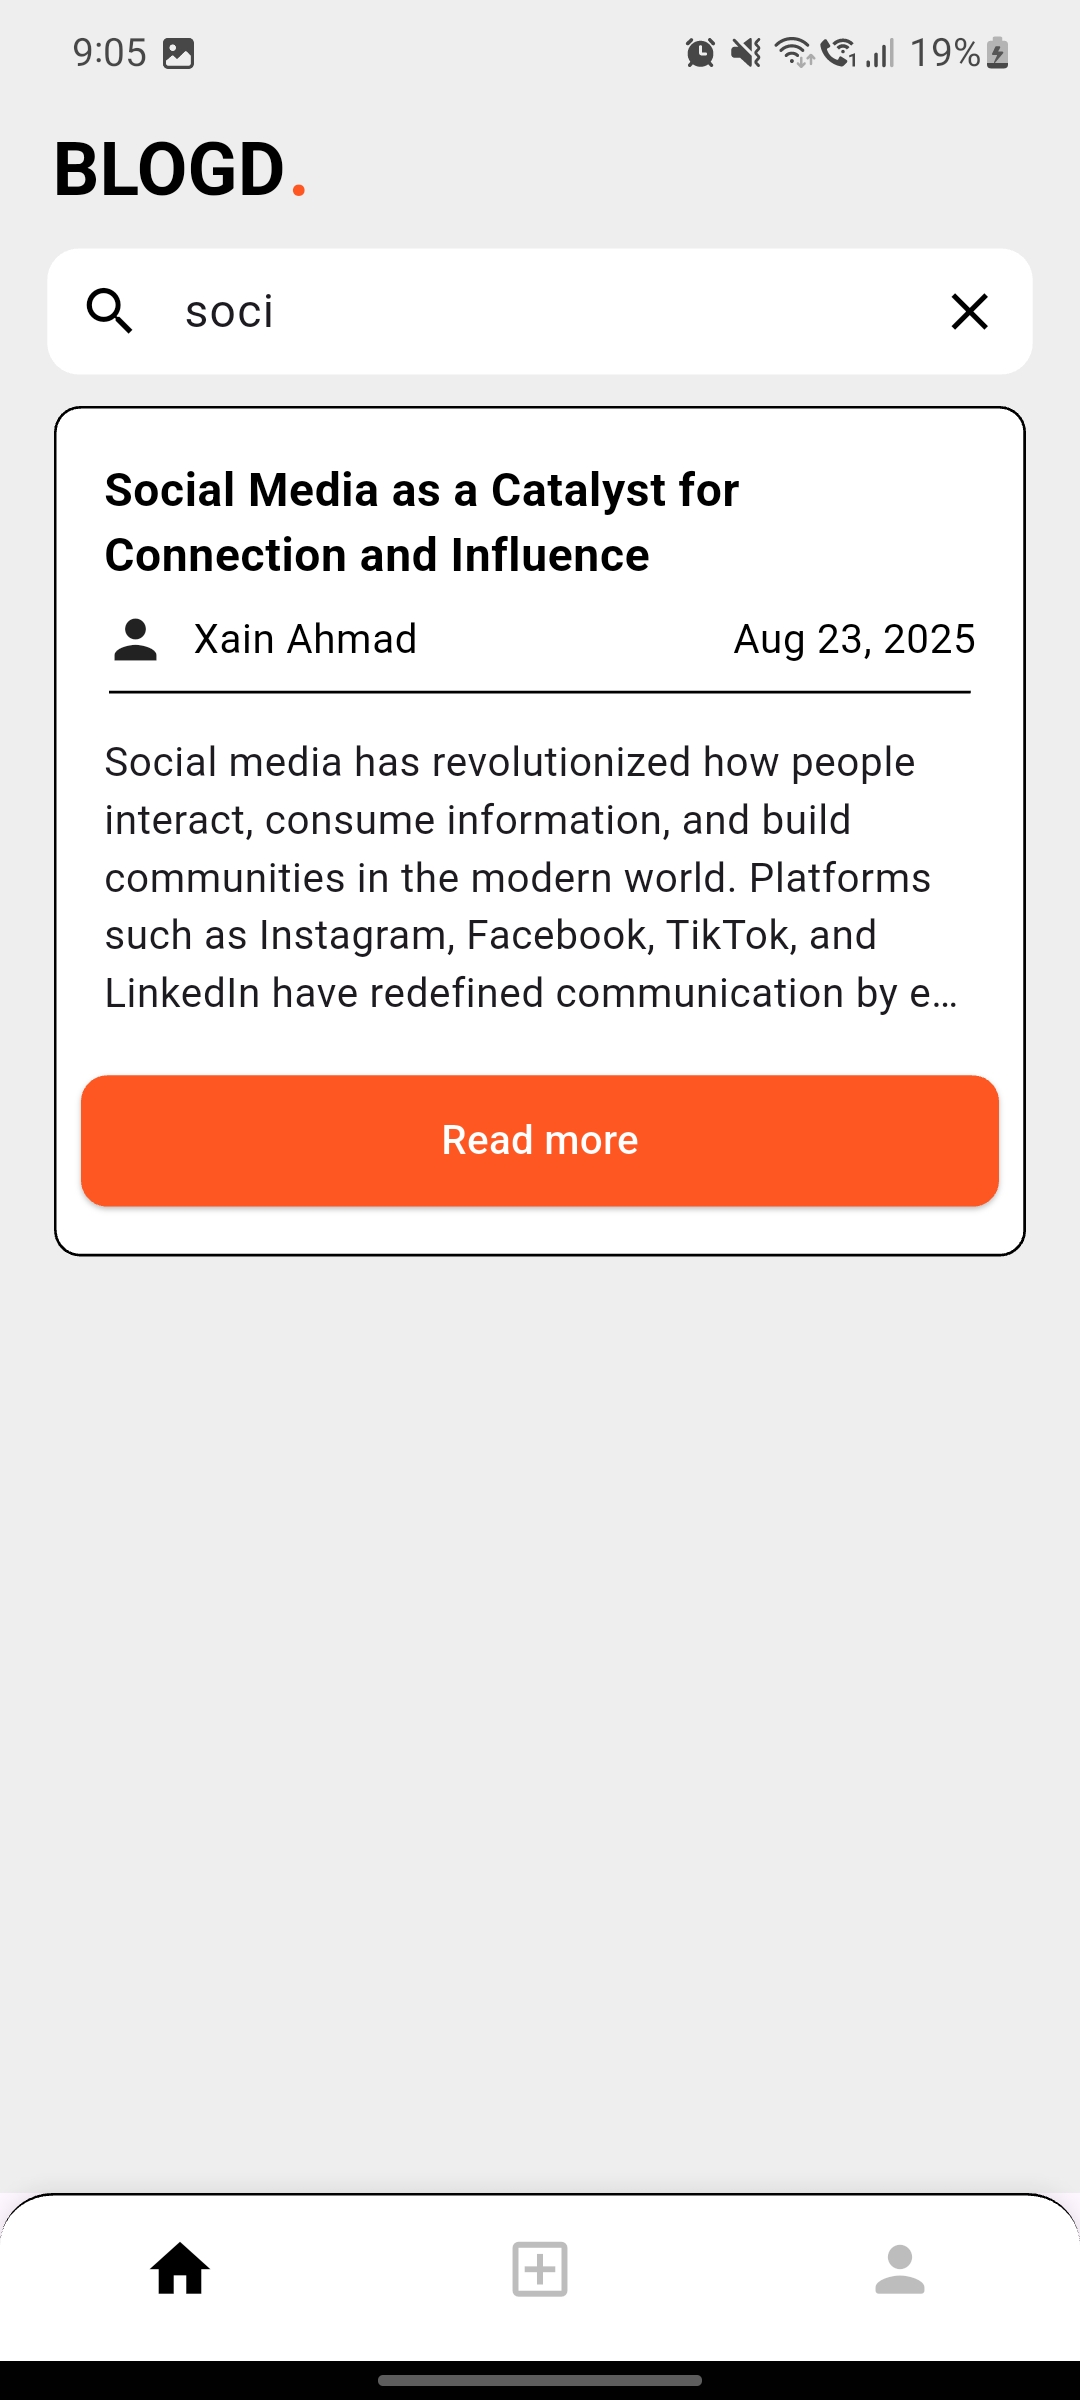 9:05 19%
BLOGD.
soci
Social Media as a Catalyst for
Connection and Influence
Xain Ahmad Aug 23, 2025
Social media has revolutionized how people
interact, consume information, and build
communities in the modern world. Platforms
such as Instagram, Facebook, TikTok, and
LinkedIn have redefined communication by e…
Read more